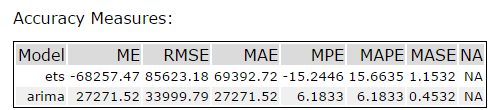 Accuracy Measures:
Model ME RMSE MAE MPE MAPE MASE NA
ets -68257.47 85623.18 69392.72 -15.2446 15.6635 1.1532 NA
arima 27271.52 33999.79 27271.52 6.1833 6.1833 0.4532 NA